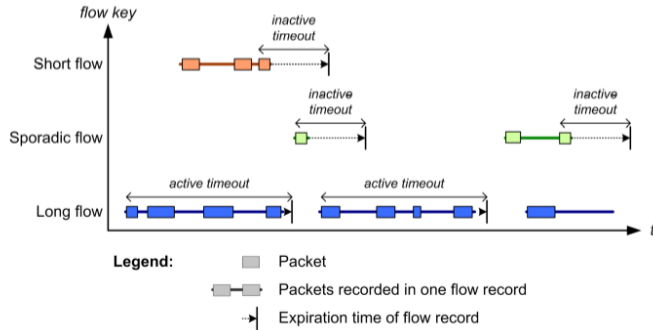 flow key
inactive
timeout
Short flow
inactive
timeout
inactive
timeout
Sporadic flow
active timeout
active timeout
Long flow
t
Legend:
Packet
Packets recorded in one flow record
Expiration time of flow record